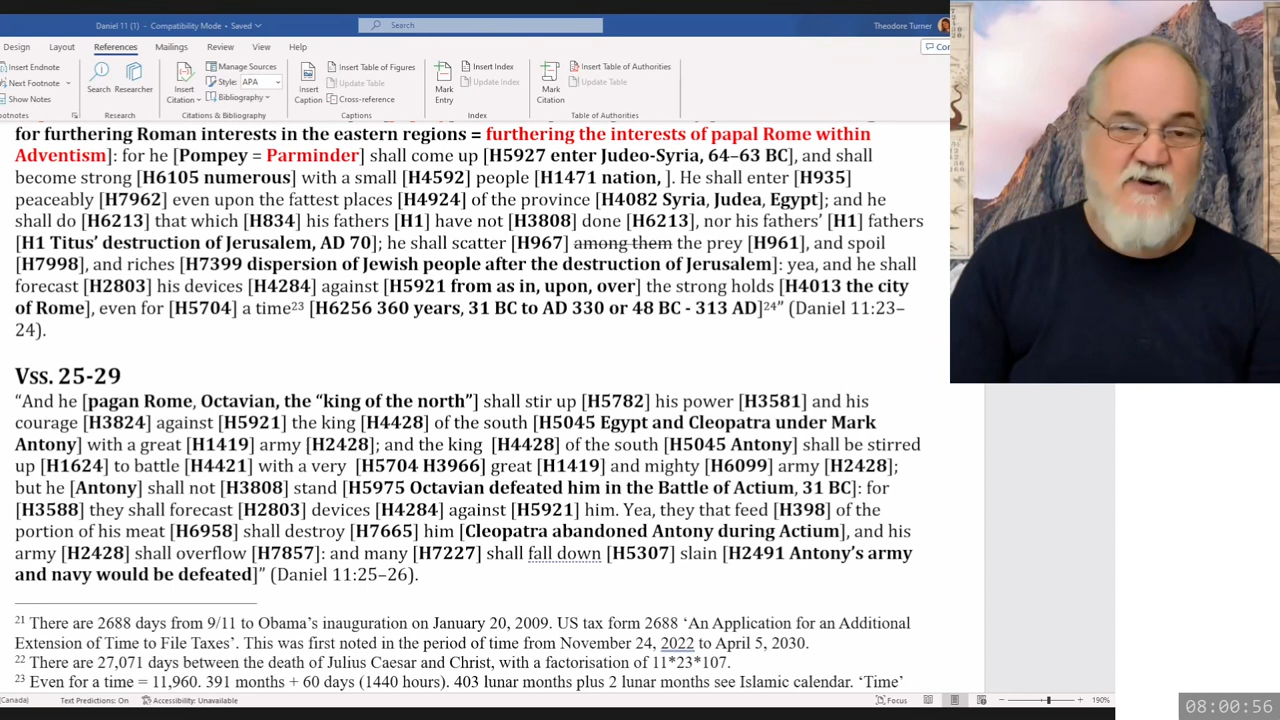 Daniel 11 (1) - Compatibility Mode • Saved
Search
Theodore Turner
Design Layout References Mailings Review View Help
Insert Endnote
Next Footnote
Show Notes
Search
Researcher
Insert Citation
Manage Sources
Style: APA
Bibliography
Insert Caption
Insert Table of Figures
Update Table
Cross-reference
Mark Entry
Insert Index
Update Index
Mark Citation
Insert Table of Authorities
Update Table
Research
Citations & Bibliography
Captions
Index
Table of Authorities
for furthering Roman interests in the eastern regions = furthering the interests of papal Rome within
Adventism]: for he [Pompey = Parminder] shall come up [H5927 enter Judeo-Syria, 64–63 BC], and shall
become strong [H6105 numerous] with a small [H4592] people [H1471 nation, ]. He shall enter [H935]
peaceably [H7962] even upon the fattest places [H4924] of the province [H4082 Syria, Judea, Egypt]; and he
shall do [H6213] that which [H834] his fathers [H1] have not [H3808] done [H6213], nor his fathers’ [H1] fathers
[H1 Titus’ destruction of Jerusalem, AD 70]; he shall scatter [H967] among them the prey [H961], and spoil
[H7998], and riches [H7399 dispersion of Jewish people after the destruction of Jerusalem]: yea, and he shall
forecast [H2803] his devices [H4284] against [H5921 from as in, upon, over] the strong holds [H4013 the city
of Rome], even for [H5704] a time23 [H6256 360 years, 31 BC to AD 330 or 48 BC - 313 AD]24” (Daniel 11:23–
24).
Vss. 25-29
“And he [pagan Rome, Octavian, the “king of the north”] shall stir up [H5782] his power [H3581] and his
courage [H3824] against [H5921] the king [H4428] of the south [H5045 Egypt and Cleopatra under Mark
Antony] with a great [H1419] army [H2428]; and the king [H4428] of the south [H5045 Antony] shall be stirred
up [H1624] to battle [H4421] with a very [H5704 H3966] great [H1419] and mighty [H6099] army [H2428];
but he [Antony] shall not [H3808] stand [H5975 Octavian defeated him in the Battle of Actium, 31 BC]: for
[H3588] they shall forecast [H2803] devices [H4284] against [H5921] him. Yea, they that feed [H398] of the
portion of his meat [H6958] shall destroy [H7665] him [Cleopatra abandoned Antony during Actium], and his
army [H2428] shall overflow [H7857]: and many [H7227] shall fall down [H5307] slain [H2491 Antony’s army
and navy would be defeated]” (Daniel 11:25–26).
21 There are 2688 days from 9/11 to Obama’s inauguration on January 20, 2009. US tax form 2688 ‘An Application for an Additional
Extension of Time to File Taxes’. This was first noted in the period of time from November 24, 2022 to April 5, 2030.
22 There are 27,071 days between the death of Julius Caesar and Christ, with a factorisation of 11*23*107.
23 Even for a time = 11,960. 391 months + 60 days (1440 hours). 403 lunar months plus 2 lunar months see Islamic calendar. ‘Time’
(Canada) Text Predictions: On Accessibility: Unavailable Focus 190%
08:00:56